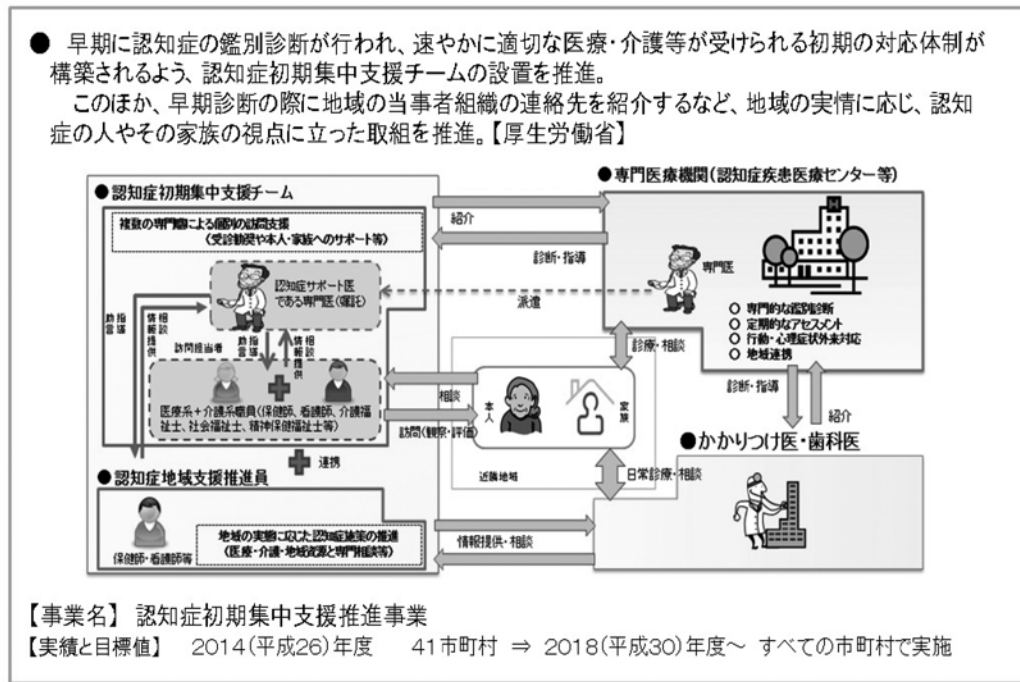 ● 早期に認知症の鑑別診断が行われ、速やかに適切な医療・介護等が受けられる初期の対応体制が
構築されるよう、認知症初期集中支援チームの設置を推進。
このほか、早期診断の際に地域の当事者組織の連絡先を紹介するなど、地域の実情に応じ、認知
症の人やその家族の視点に立った取組を推進。【厚生労働省】
●認知症初期集中支援チーム
複数の専門職による個別の訪問支援
(受診勧奨や本人・家族へのサポート等)
認知症サポート医
である専門医(嘱託)
指導
助言
相談
情報提供
訪問担当者
指導
助言
相談
情報提供
医療系+介護系職員(保健師、看護師、介護福
祉士、社会福祉士、精神保健福祉士等)
連携
●認知症地域支援推進員
保健師・看護師等
地域の実態に応じた認知症施策の推進
(医療・介護・地域資源と専門相談等)
紹介
診断・指導
派遣
相談
訪問(観察・評価)
本人
家族
近隣地域
診療・相談
日常診療・相談
情報提供・相談
●専門医療機関(認知症疾患医療センター等)
専門医
H
○ 専門的な鑑別診断
○ 定期的なアセスメント
○ 行動・心理症状外来対応
○ 地域連携
診断・指導
紹介
●かかりつけ医・歯科医
【事業名】 認知症初期集中支援推進事業
【実績と目標値】 2014(平成26)年度 41市町村 ⇒ 2018(平成30)年度～ すべての市町村で実施